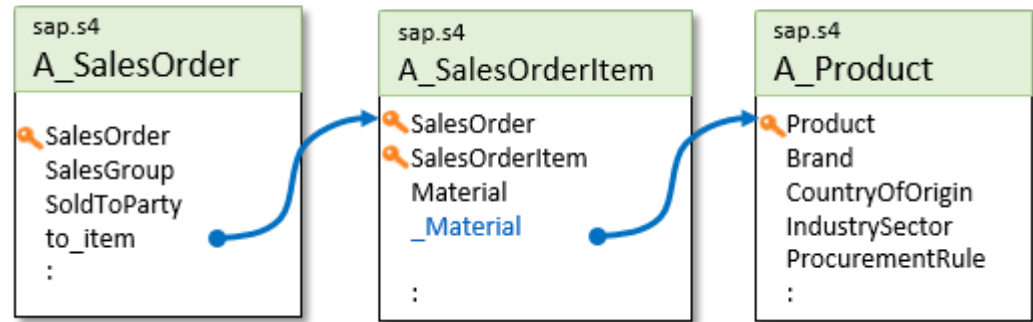 sap.s4
A_SalesOrder
SalesOrder
SalesGroup
SoldToParty
to_item
:
sap.s4
A_SalesOrderItem
SalesOrder
SalesOrderItem
Material
_Material
:
sap.s4
A_Product
Product
Brand
CountryOfOrigin
IndustrySector
ProcurementRule
: